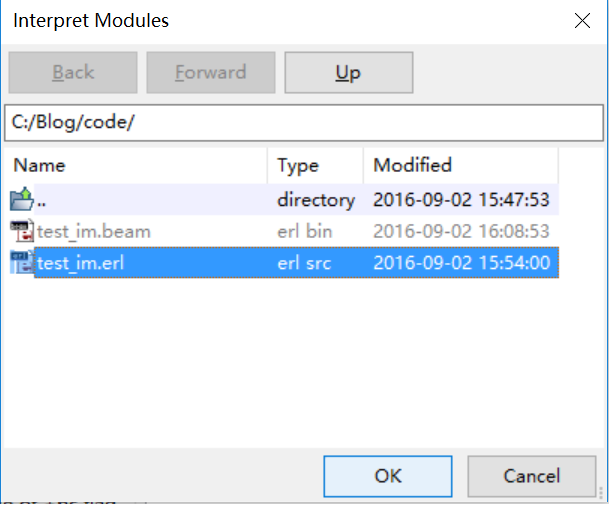 Interpret Modules
Back Forward Up
C:/Blog/code/
Name Type Modified
.. directory 2016-09-02 15:47:53
test_im.beam erl bin 2016-09-02 16:08:53
test_im.erl erl src 2016-09-02 15:54:00
OK Cancel